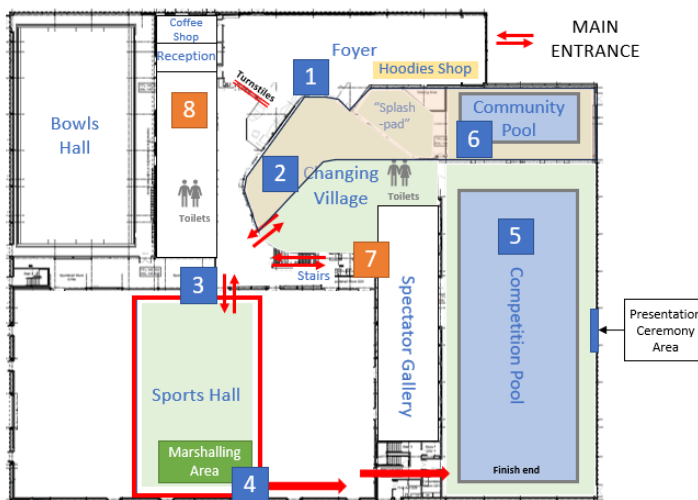 Coffee
Shop
Reception
Foyer
MAIN
ENTRANCE
Hoodies Shop
Turnstiles
1
8
"Splash
-pad"
Community
Pool
6
Bowls
Hall
2
Changing
Village
Toilets
Toilets
5
7
Stairs
3
Spectator Gallery
Competition Pool
Presentation
Ceremony
Area
Sports Hall
Marshalling
Area
4
Finish end